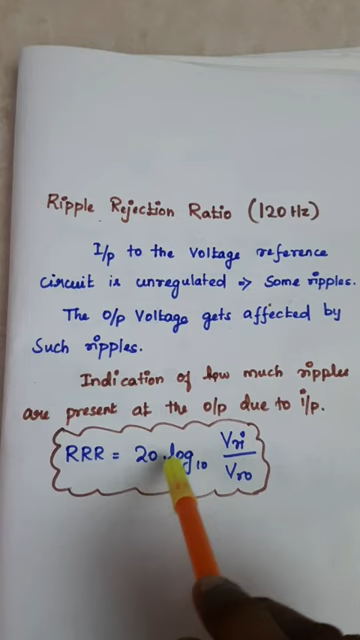 Ripple Rejection Ratio (120 Hz)
I/p to the Voltage reference
circuit is unregulated => Some ripples.
The O/p Voltage gets affected by
Such ripples.
Indication of how much ripples
are present at the o/p due to i/p.
RRR = 20 log10 Vri/Vro